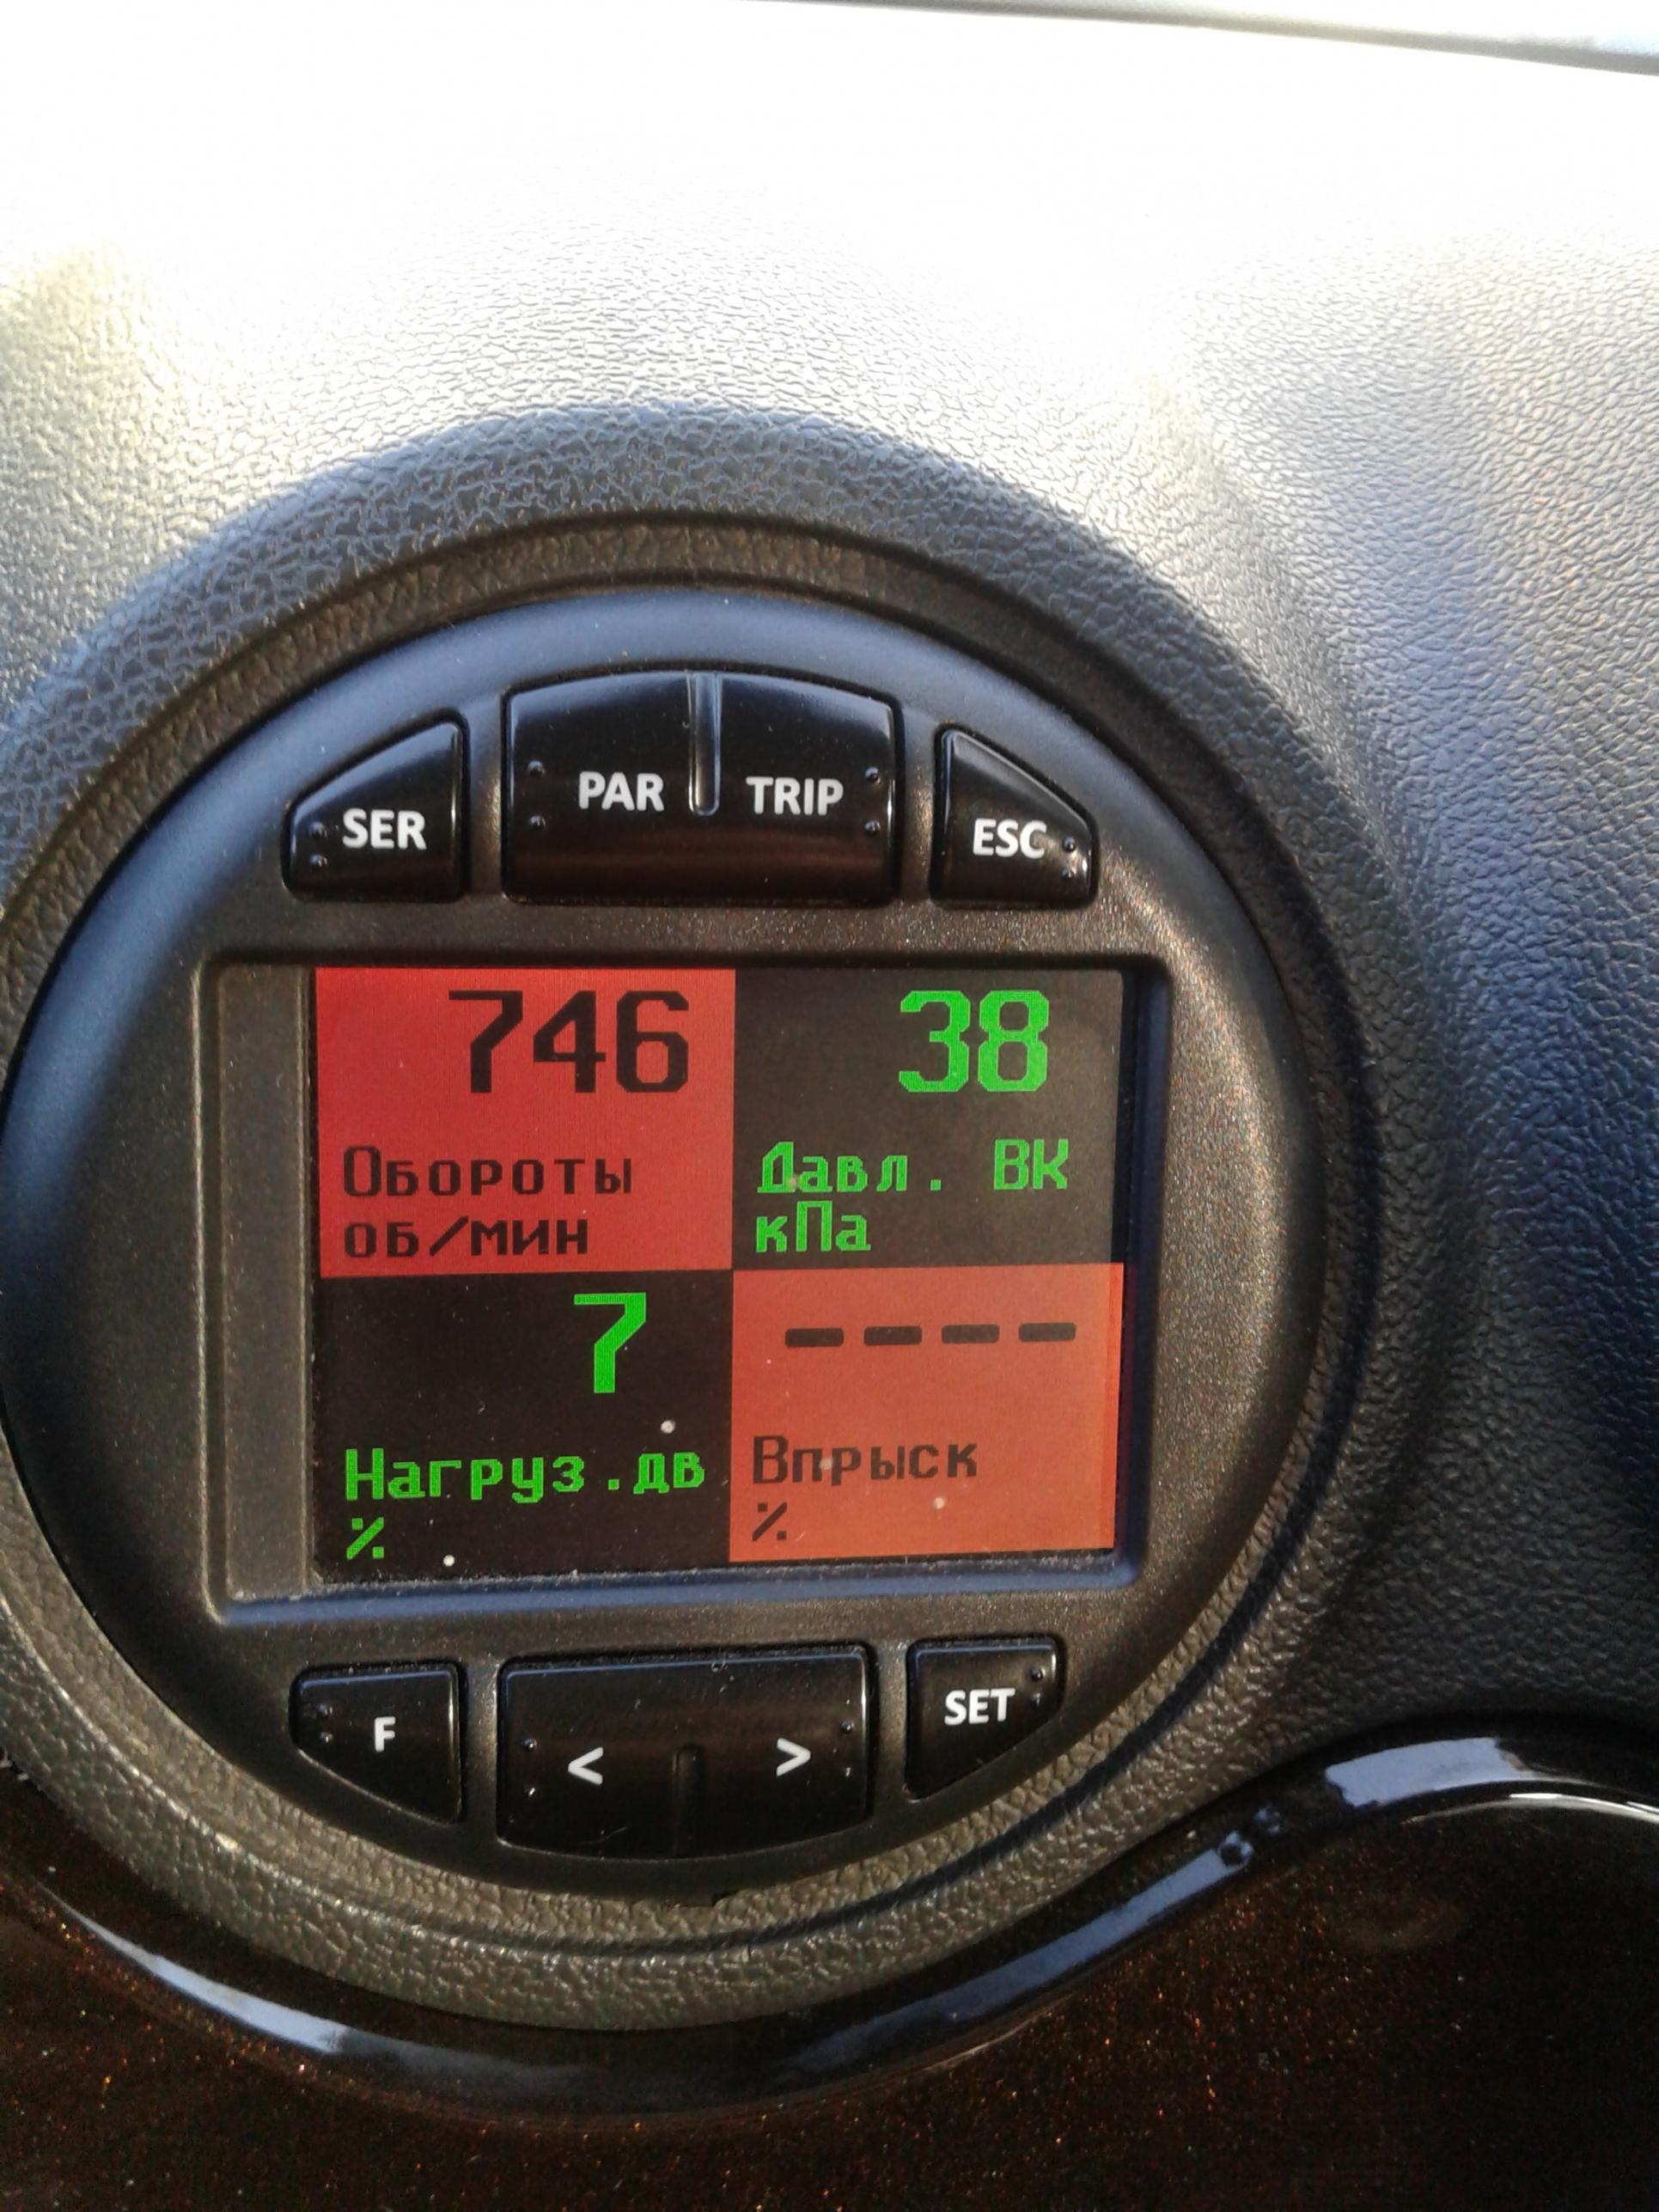 SER PAR TRIP ESC
746 38
Обороты Давл. ВК
об/мин кПа
7 ----
Нагруз.дв Впрыск
% %
F < > SET